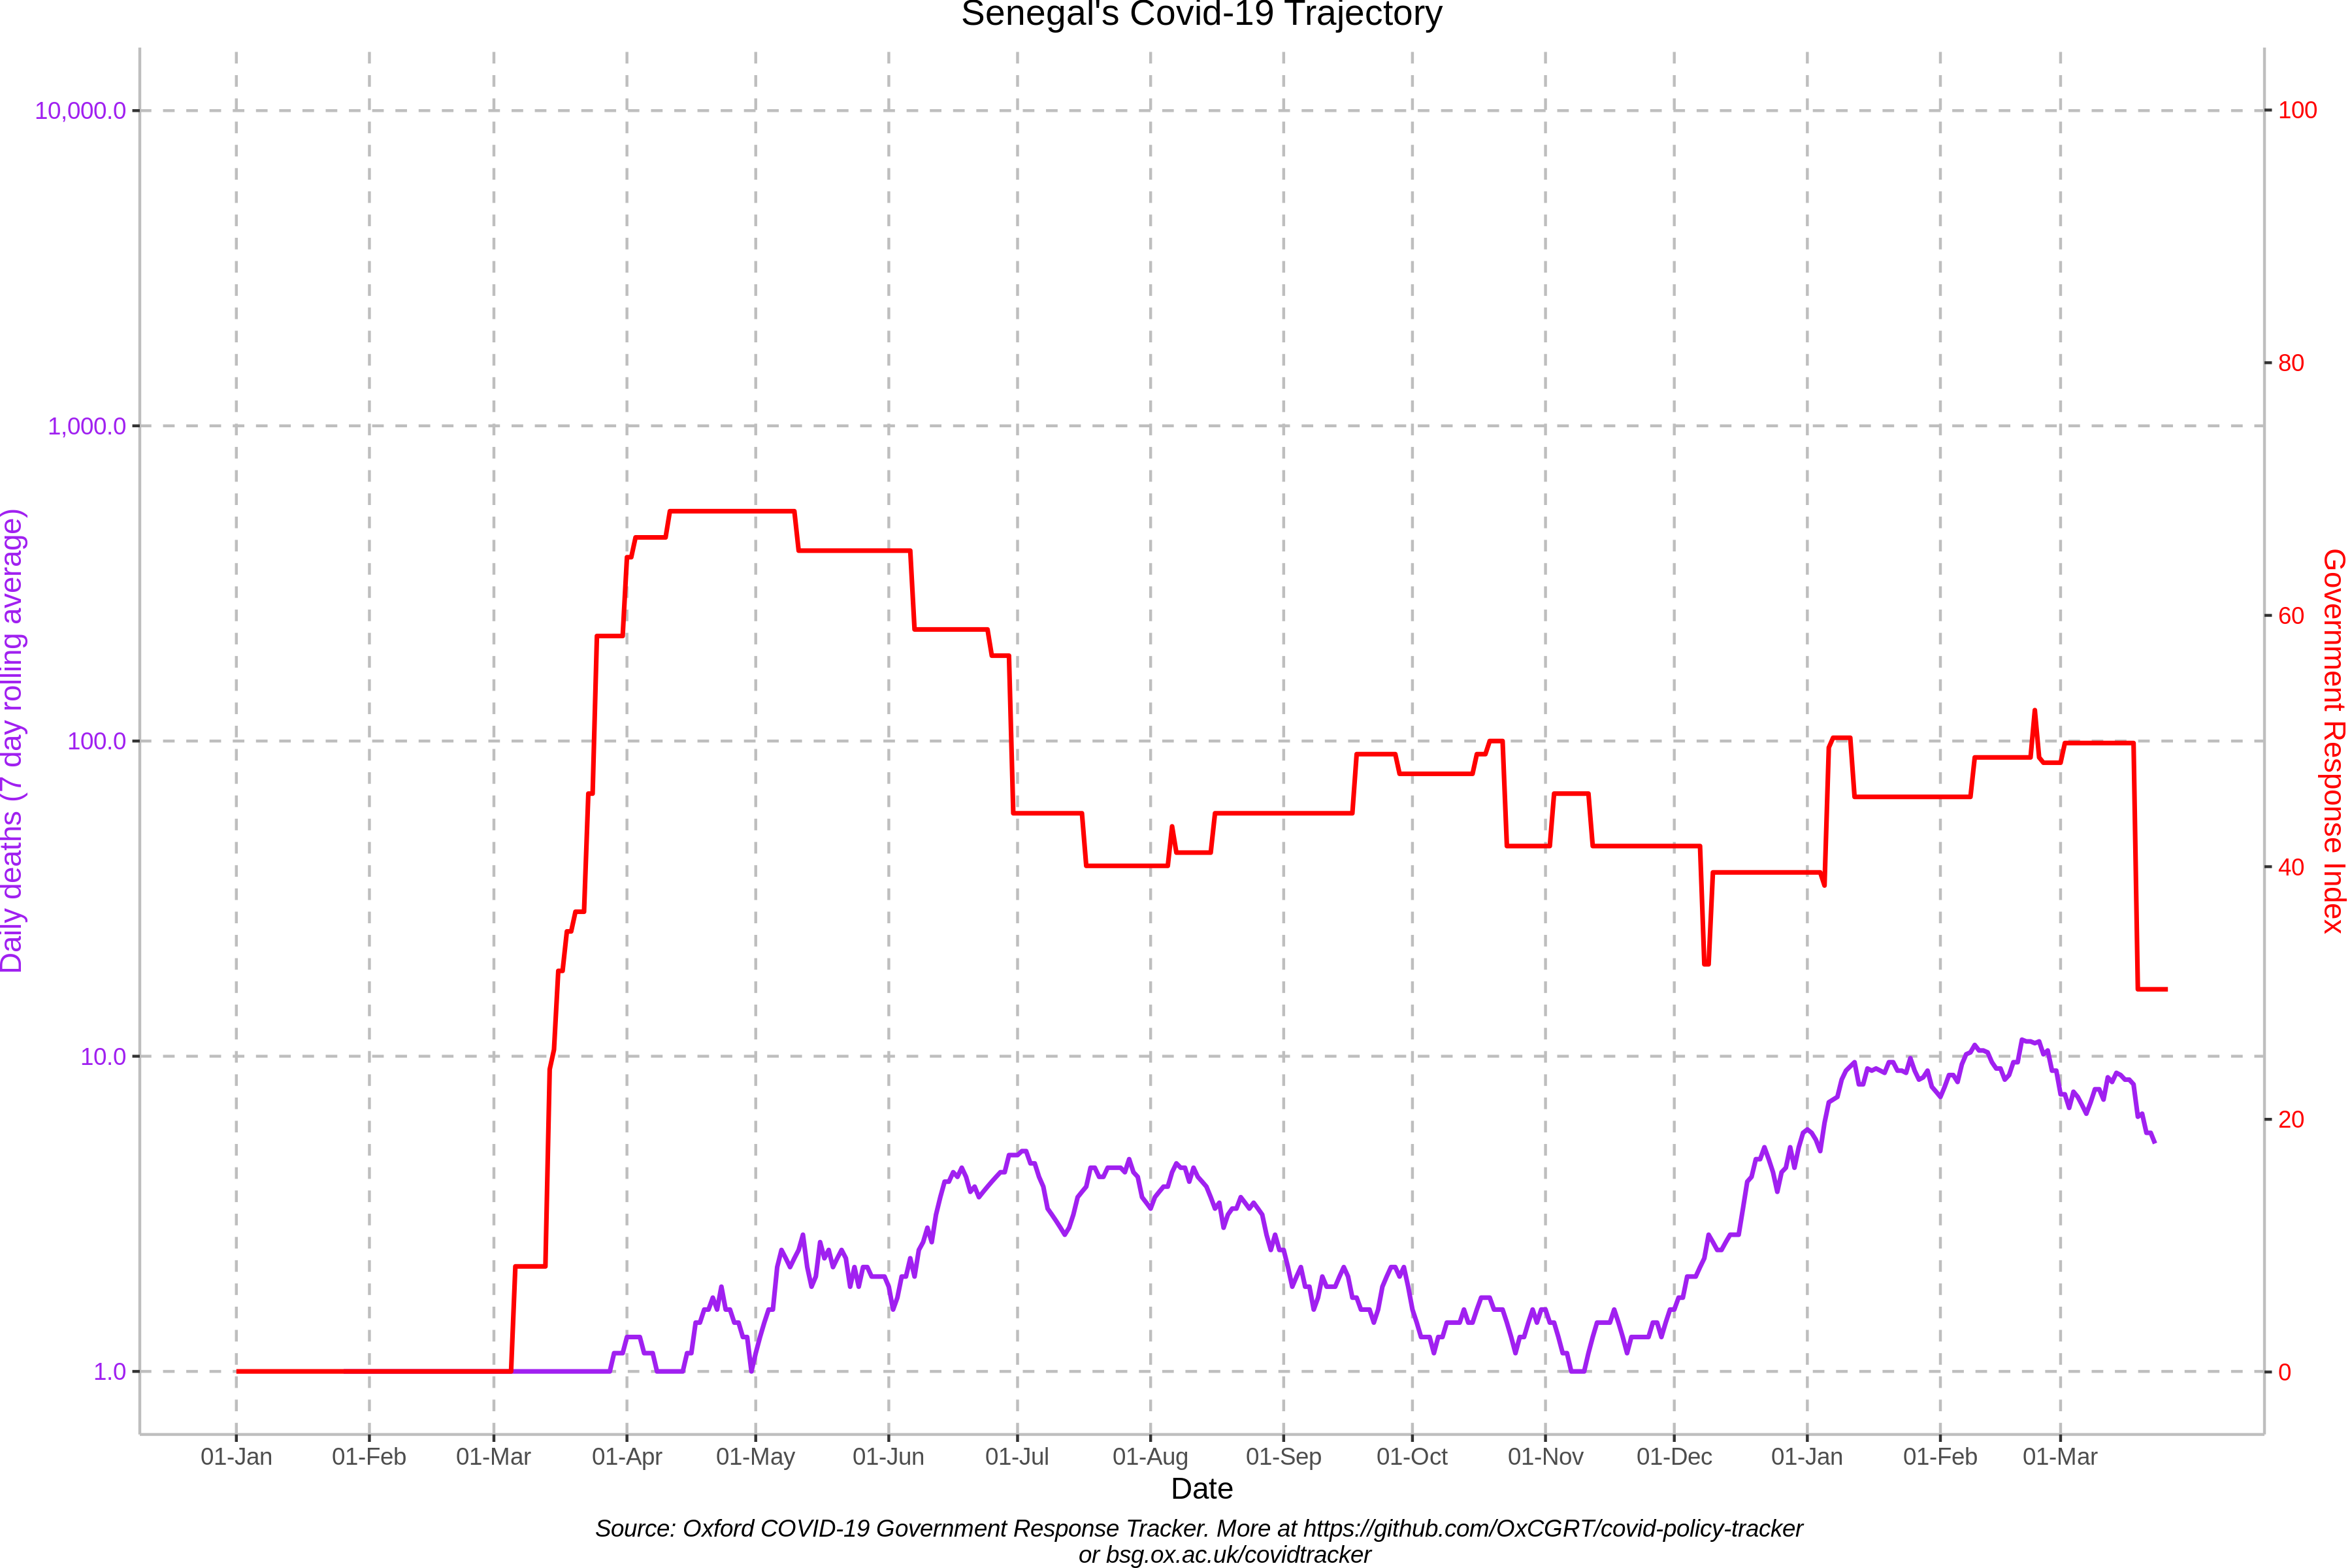 Senegal's Covid-19 Trajectory
10,000.0
1,000.0
100.0
10.0
1.0
Daily deaths (7 day rolling average)
100
80
60
40
20
0
Government Response Index
01-Jan 01-Feb 01-Mar 01-Apr 01-May 01-Jun 01-Jul 01-Aug 01-Sep 01-Oct 01-Nov 01-Dec 01-Jan 01-Feb 01-Mar
Date
Source: Oxford COVID-19 Government Response Tracker. More at https://github.com/OxCGRT/covid-policy-tracker
or bsg.ox.ac.uk/covidtracker